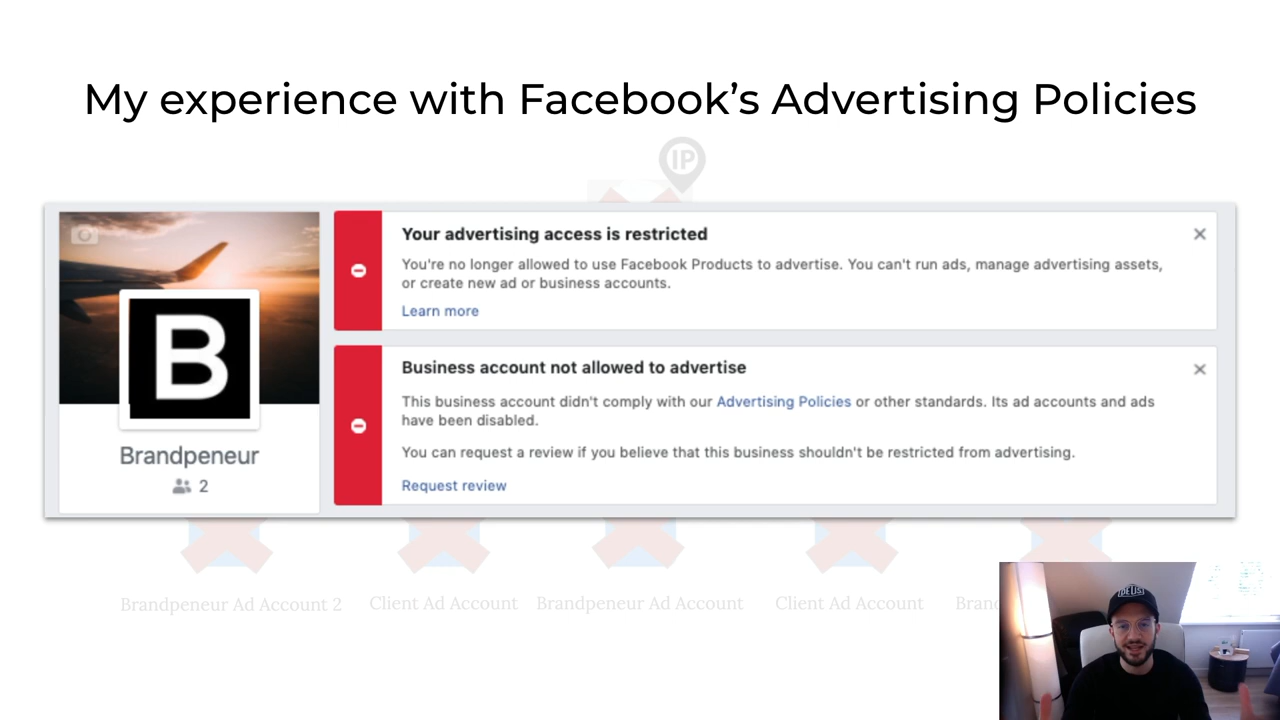 My experience with Facebook’s Advertising Policies
IP
B
Brandpeneur
2
Your advertising access is restricted
You're no longer allowed to use Facebook Products to advertise. You can't run ads, manage advertising assets,
or create new ad or business accounts.
Learn more
Business account not allowed to advertise
This business account didn't comply with our Advertising Policies or other standards. Its ad accounts and ads
have been disabled.
You can request a review if you believe that this business shouldn't be restricted from advertising.
Request review
Brandpeneur Ad Account 2
Client Ad Account
Brandpeneur Ad Account
Client Ad Account